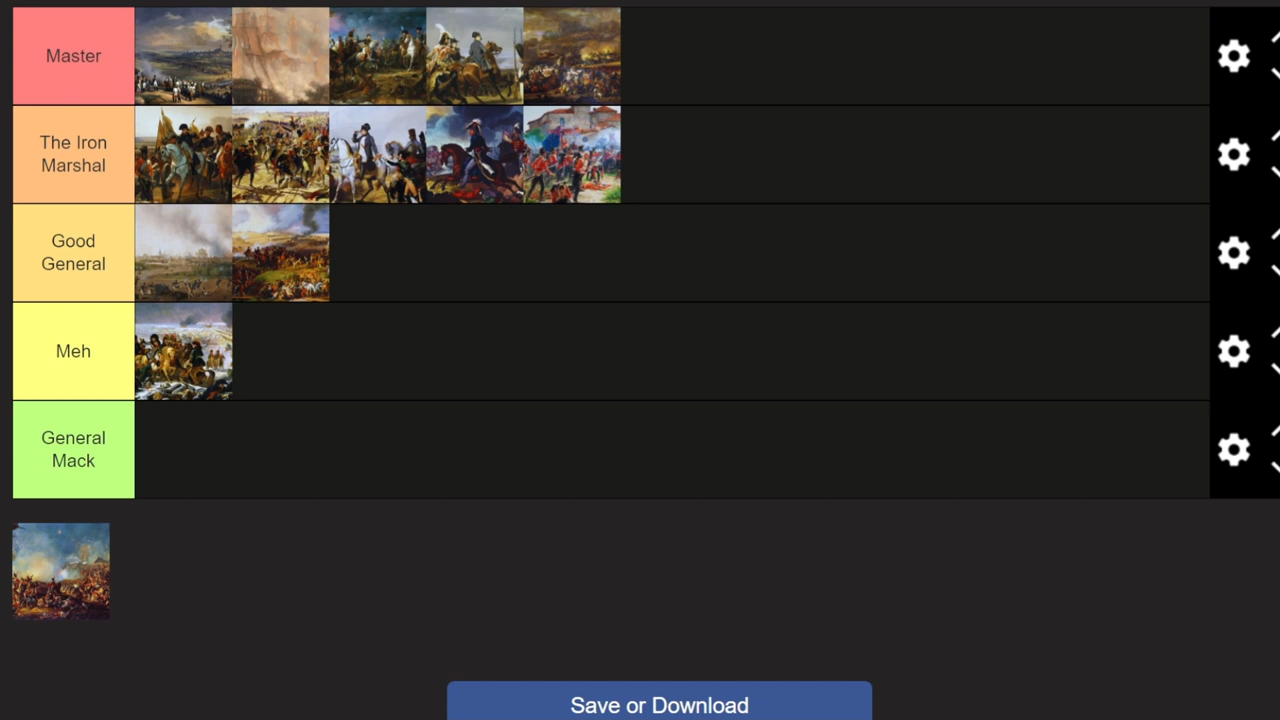 Master
The Iron
Marshal
Good
General
Meh
General
Mack
Save or Download